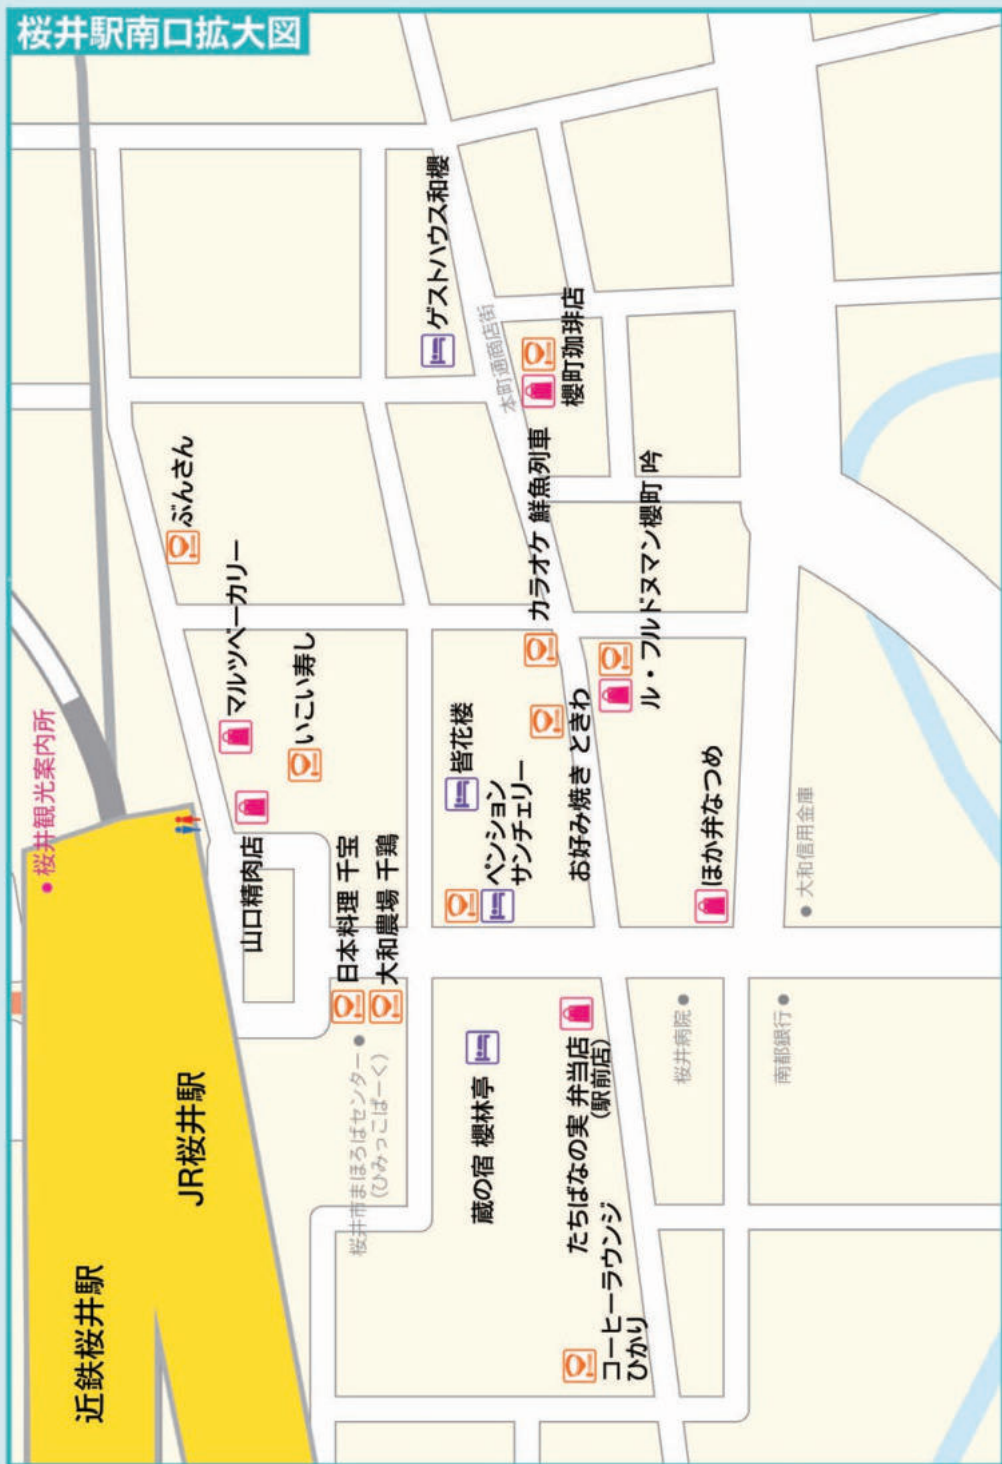 桜井駅南口拡大図
桜井観光案内所
近鉄桜井駅
JR桜井駅
ぶんさん
マルツベーカリー
いこい寿し
山口精肉店
日本料理 千宝
大和農場 千鶏
桜井市まほろばセンター
(ひみっこぱーく)
ゲストハウス和櫻
本町通商店街
櫻町珈琲店
カラオケ 鮮魚列車
ル・フルドヌマン櫻町 吟
皆花楼
ペンション
サンチェリー
お好み焼き ときわ
ほか弁なつめ
大和信用金庫
蔵の宿 櫻林亭
たちばなの実 弁当店
(駅前店)
コーヒーラウンジ
ひかり
桜井病院
南都銀行